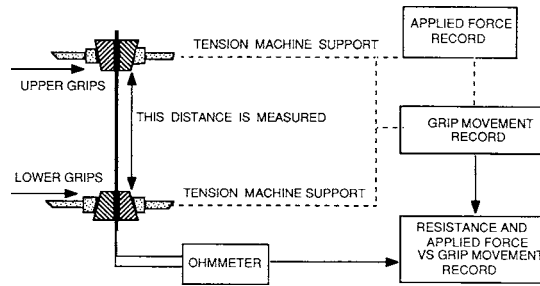 APPLIED FORCE
RECORD
TENSION MACHINE SUPPORT
UPPER GRIPS
THIS DISTANCE IS MEASURED
GRIP MOVEMENT
RECORD
LOWER GRIPS
TENSION MACHINE SUPPORT
RESISTANCE AND
APPLIED FORCE
VS GRIP MOVEMENT
RECORD
OHMMETER